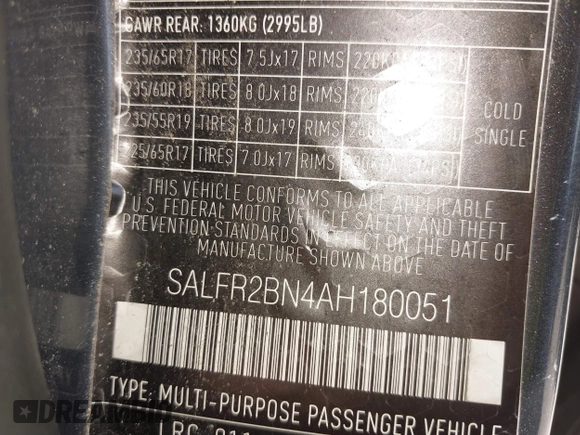 GAWR REAR: 1360KG (2995LB)
235/65R17 TIRES 7.5Jx17 RIMS
235/60R18 TIRES 8.0Jx18 RIMS
235/55R19 TIRES 8.0Jx19 RIMS
225/65R17 TIRES 7.0Jx17 RIMS
COLD
SINGLE
THIS VEHICLE CONFORMS TO ALL APPLICABLE
U.S. FEDERAL MOTOR VEHICLE SAFETY AND THEFT
PREVENTION STANDARDS IN EFFECT ON THE DATE OF
MANUFACTURE SHOWN ABOVE
SALFR2BN4AH180051
TYPE: MULTI-PURPOSE PASSENGER VEHICLE
DREAMBID